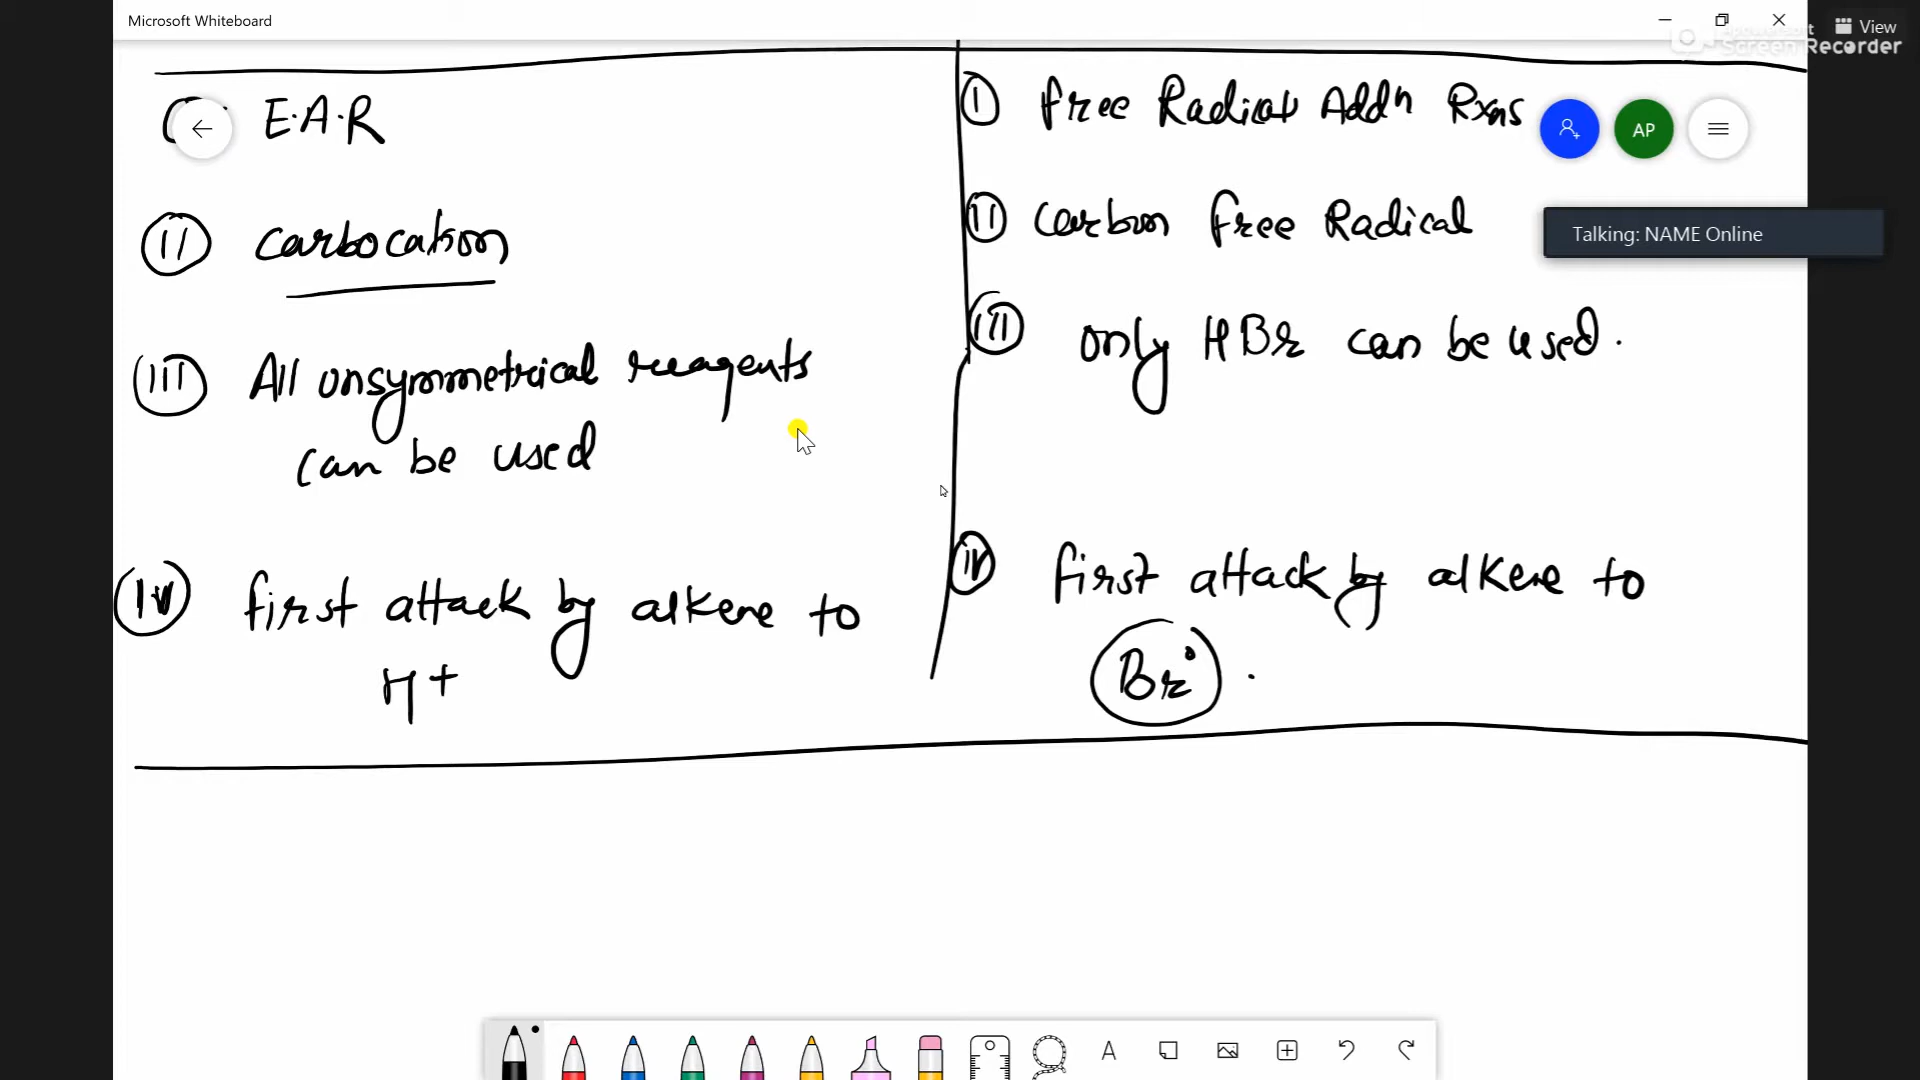 Microsoft Whiteboard
View
Apowersoft
Screen Recorder
E.A.R
(I) free Radical Addn Rxns
AP
(II) carbocation
(II) Carbon free Radical
Talking: NAME Online
(III) All unsymmetrical reagents
can be used
(III) only HBr can be used.
(IV) first attack by alkene to
H+
(iv) first attack by alkene to
Br° .
A